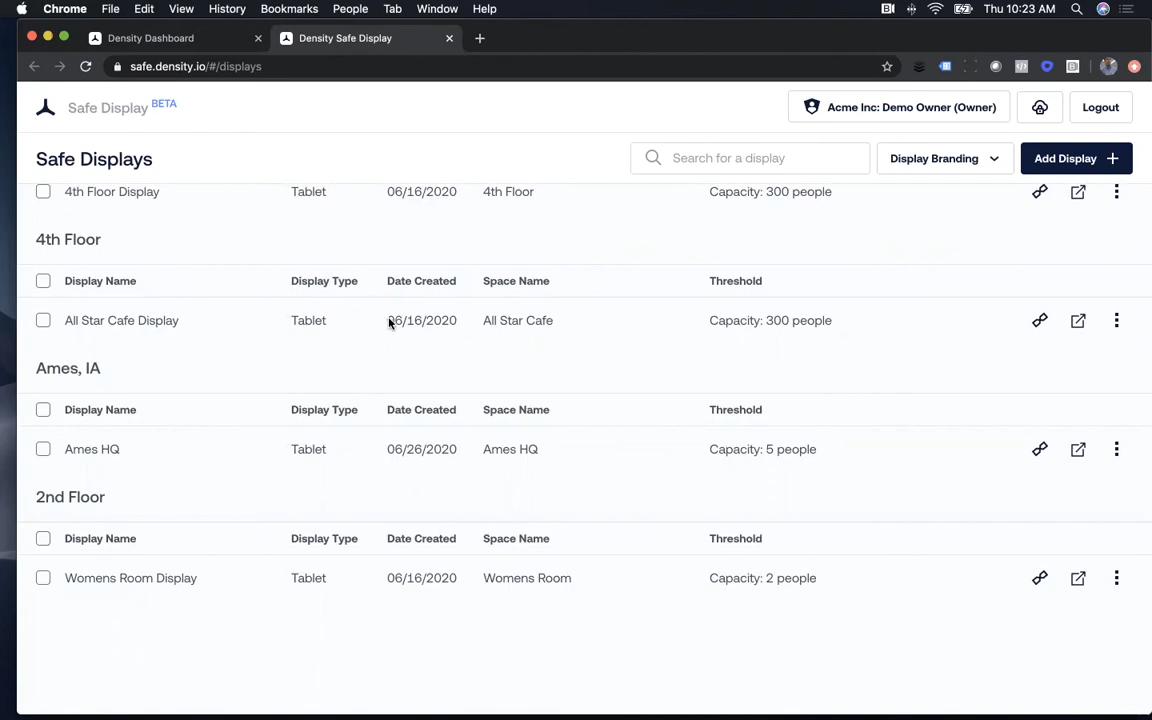 Chrome File Edit View History Bookmarks People Tab Window Help Thu 10:23 AM
Density Dashboard Density Safe Display
safe.density.io/#/displays
Safe Display BETA Acme Inc: Demo Owner (Owner) Logout
Safe Displays Search for a display Display Branding Add Display
4th Floor Display Tablet 06/16/2020 4th Floor Capacity: 300 people
4th Floor
Display Name Display Type Date Created Space Name Threshold
All Star Cafe Display Tablet 06/16/2020 All Star Cafe Capacity: 300 people
Ames, IA
Display Name Display Type Date Created Space Name Threshold
Ames HQ Tablet 06/26/2020 Ames HQ Capacity: 5 people
2nd Floor
Display Name Display Type Date Created Space Name Threshold
Womens Room Display Tablet 06/16/2020 Womens Room Capacity: 2 people